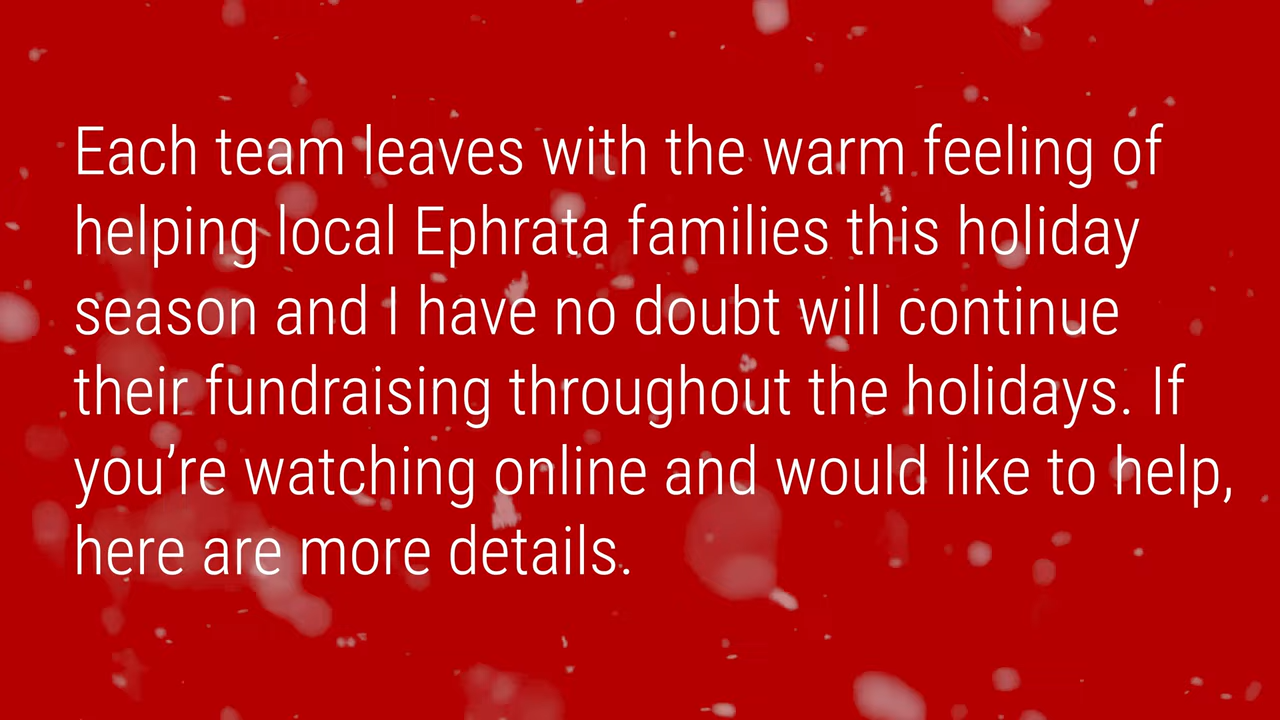 Each team leaves with the warm feeling of
helping local Ephrata families this holiday
season and I have no doubt will continue
their fundraising throughout the holidays. If
you’re watching online and would like to help,
here are more details.